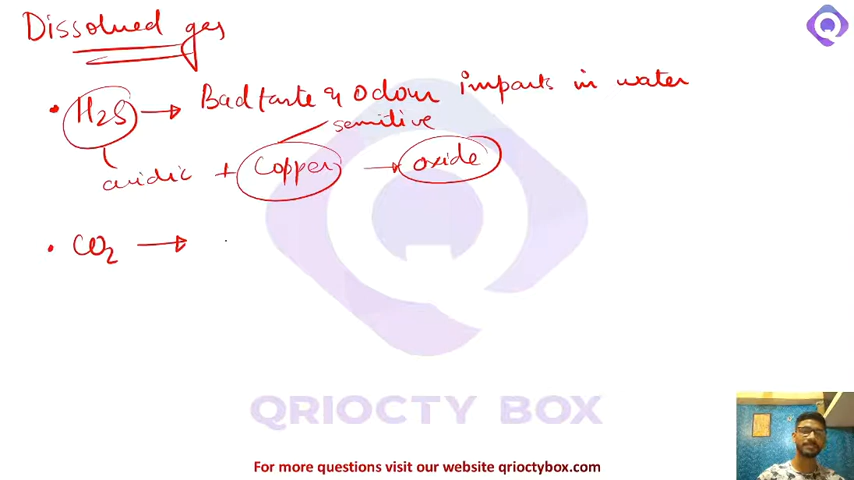 Dissolved gas
• H2S → Bad taste & Odour imparts in water
sensitive
acidic + Copper → oxide
• CO2 →
QRIOCTY BOX
For more questions visit our website qrioctybox.com